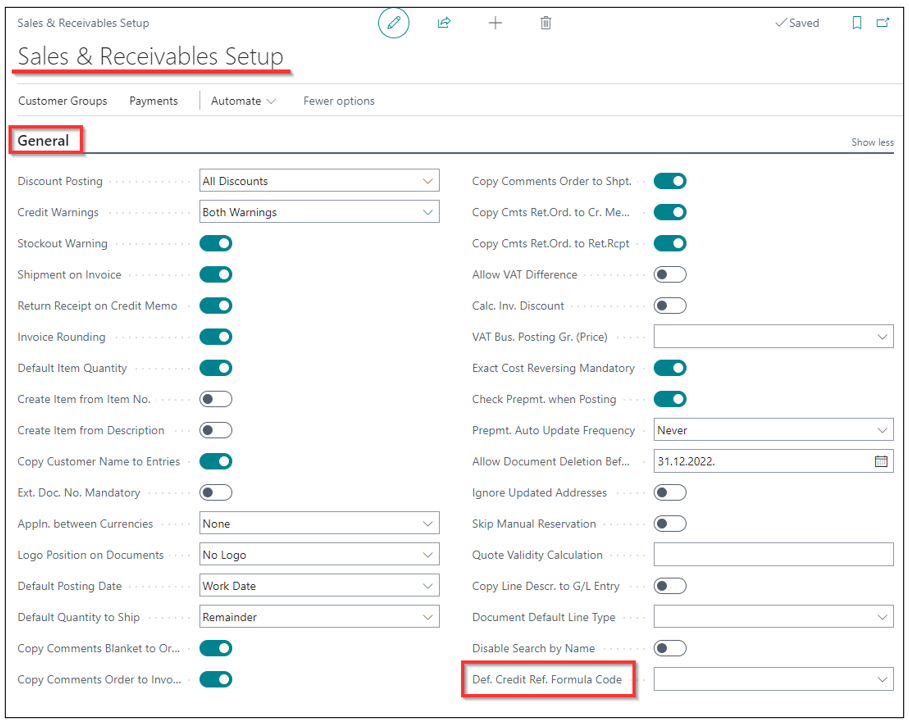 Sales & Receivables Setup
Saved
Sales & Receivables Setup
Customer Groups Payments Automate Fewer options
General
Show less
Discount Posting All Discounts
Credit Warnings Both Warnings
Stockout Warning
Shipment on Invoice
Return Receipt on Credit Memo
Invoice Rounding
Default Item Quantity
Create Item from Item No.
Create Item from Description
Copy Customer Name to Entries
Ext. Doc. No. Mandatory
Appln. between Currencies None
Logo Position on Documents No Logo
Default Posting Date Work Date
Default Quantity to Ship Remainder
Copy Comments Blanket to Or...
Copy Comments Order to Invo...
Copy Comments Order to Shpt.
Copy Cmts Ret.Ord. to Cr. Me...
Copy Cmts Ret.Ord. to Ret.Rcpt
Allow VAT Difference
Calc. Inv. Discount
VAT Bus. Posting Gr. (Price)
Exact Cost Reversing Mandatory
Check Prepmt. when Posting
Prepmt. Auto Update Frequency Never
Allow Document Deletion Bef... 31.12.2022.
Ignore Updated Addresses
Skip Manual Reservation
Quote Validity Calculation
Copy Line Descr. to G/L Entry
Document Default Line Type
Disable Search by Name
Def. Credit Ref. Formula Code